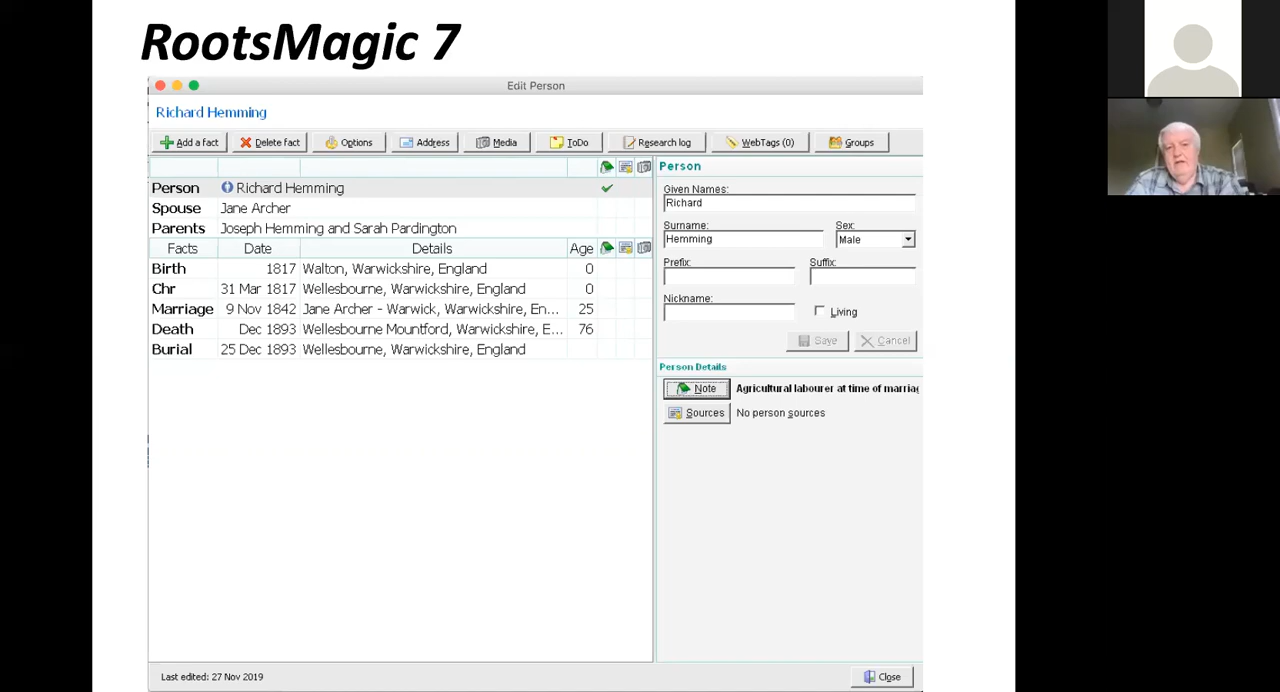 RootsMagic 7
Edit Person
Richard Hemming
Add a fact Delete fact Options Address Media ToDo Research log WebTags (0) Groups
Person Richard Hemming
Spouse Jane Archer
Parents Joseph Hemming and Sarah Pardington
Facts Date Details Age
Birth 1817 Walton, Warwickshire, England 0
Chr 31 Mar 1817 Wellesbourne, Warwickshire, England 0
Marriage 9 Nov 1842 Jane Archer - Warwick, Warwickshire, En... 25
Death Dec 1893 Wellesbourne Mountford, Warwickshire, E... 76
Burial 25 Dec 1893 Wellesbourne, Warwickshire, England
Person
Given Names:
Richard
Surname: Sex:
Hemming Male
Prefix: Suffix:
Nickname:
Living
Save Cancel
Person Details
Note Agricultural labourer at time of marriag
Sources No person sources
Last edited: 27 Nov 2019 Close